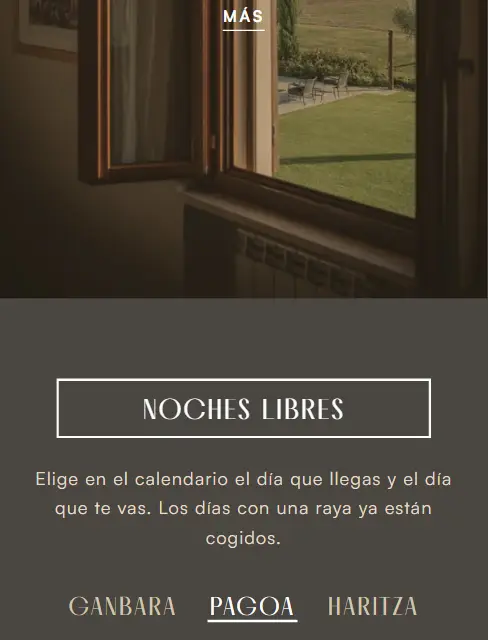 MÁS
NOCHES LIBRES
Elige en el calendario el día que llegas y el día
que te vas. Los días con una raya ya están
cogidos.
GANBARA PAGOA HARITZA